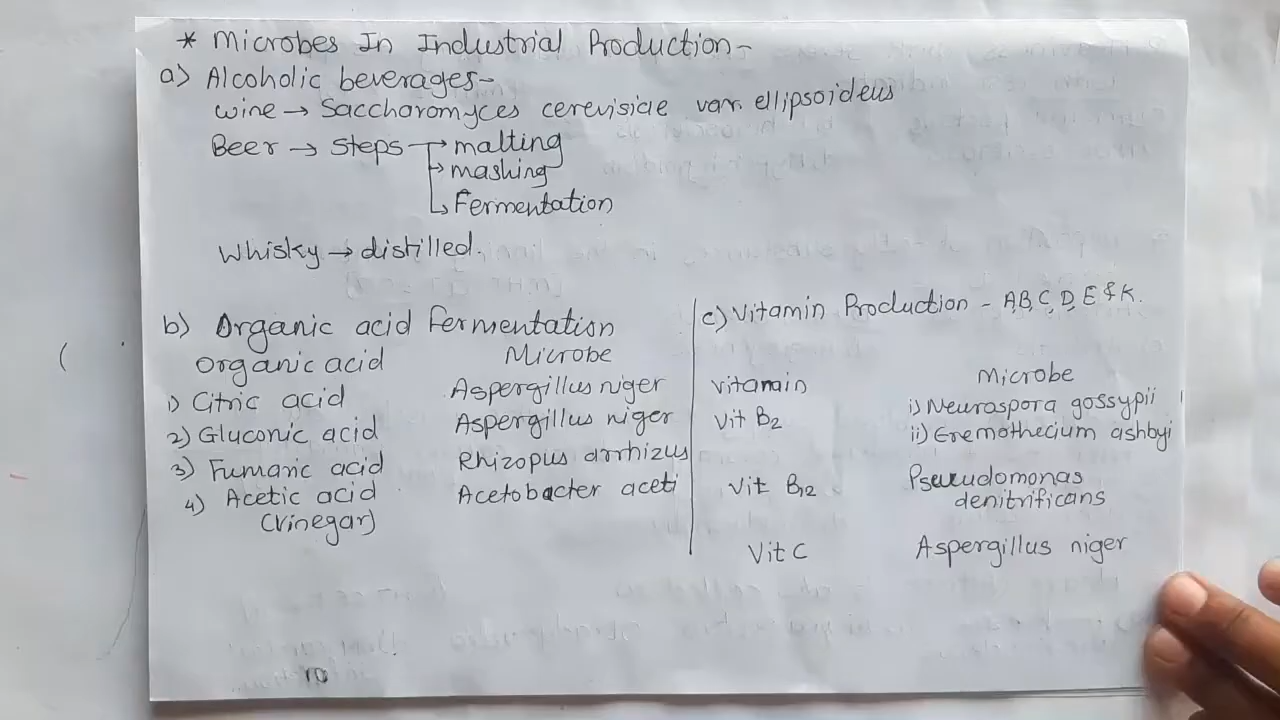 * Microbes In Industrial Production-
a) Alcoholic beverages-
wine → Saccharomyces cerevisiae var. ellipsoideus
Beer → steps → malting
→ mashing
→ Fermentation
Whisky → distilled.
b) Organic acid fermentation
Organic acid Microbe
1) Citric acid Aspergillus niger
2) Gluconic acid Aspergillus niger
3) Fumaric acid Rhizopus arrhizus
4) Acetic acid Acetobacter aceti
(Vinegar)
c) Vitamin Production - A, B, C, D, E & K.
vitamin Microbe
Vit B2 i) Neuraspora gossypii
ii) Eremothecium ashbyi
Vit B12 Pseudomonas
denitrificans
Vit C Aspergillus niger
10